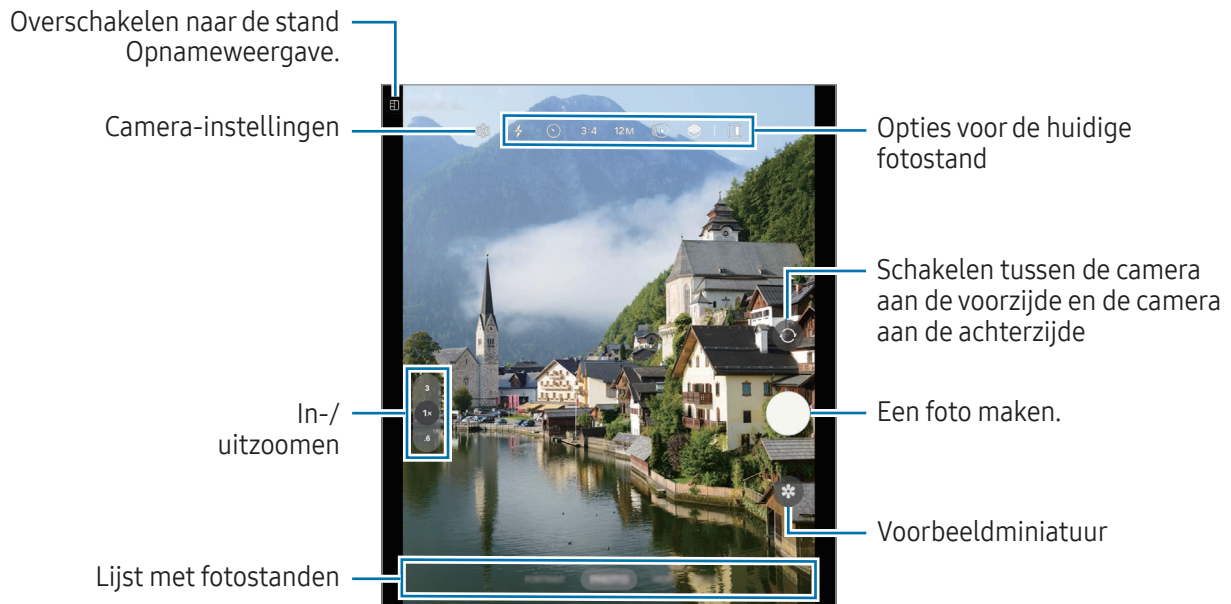 Overschakelen naar de stand
Opnameweergave.
Camera-instellingen
3:4
12M
Opties voor de huidige
fotostand
Schakelen tussen de camera
aan de voorzijde en de camera
aan de achterzijde
3
1×
.6
In-/
uitzoomen
Een foto maken.
Voorbeeldminiatuur
Lijst met fotostanden